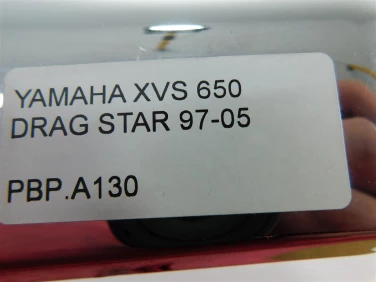 YAMAHA XVS 650
DRAG STAR 97-05
PBP.A130